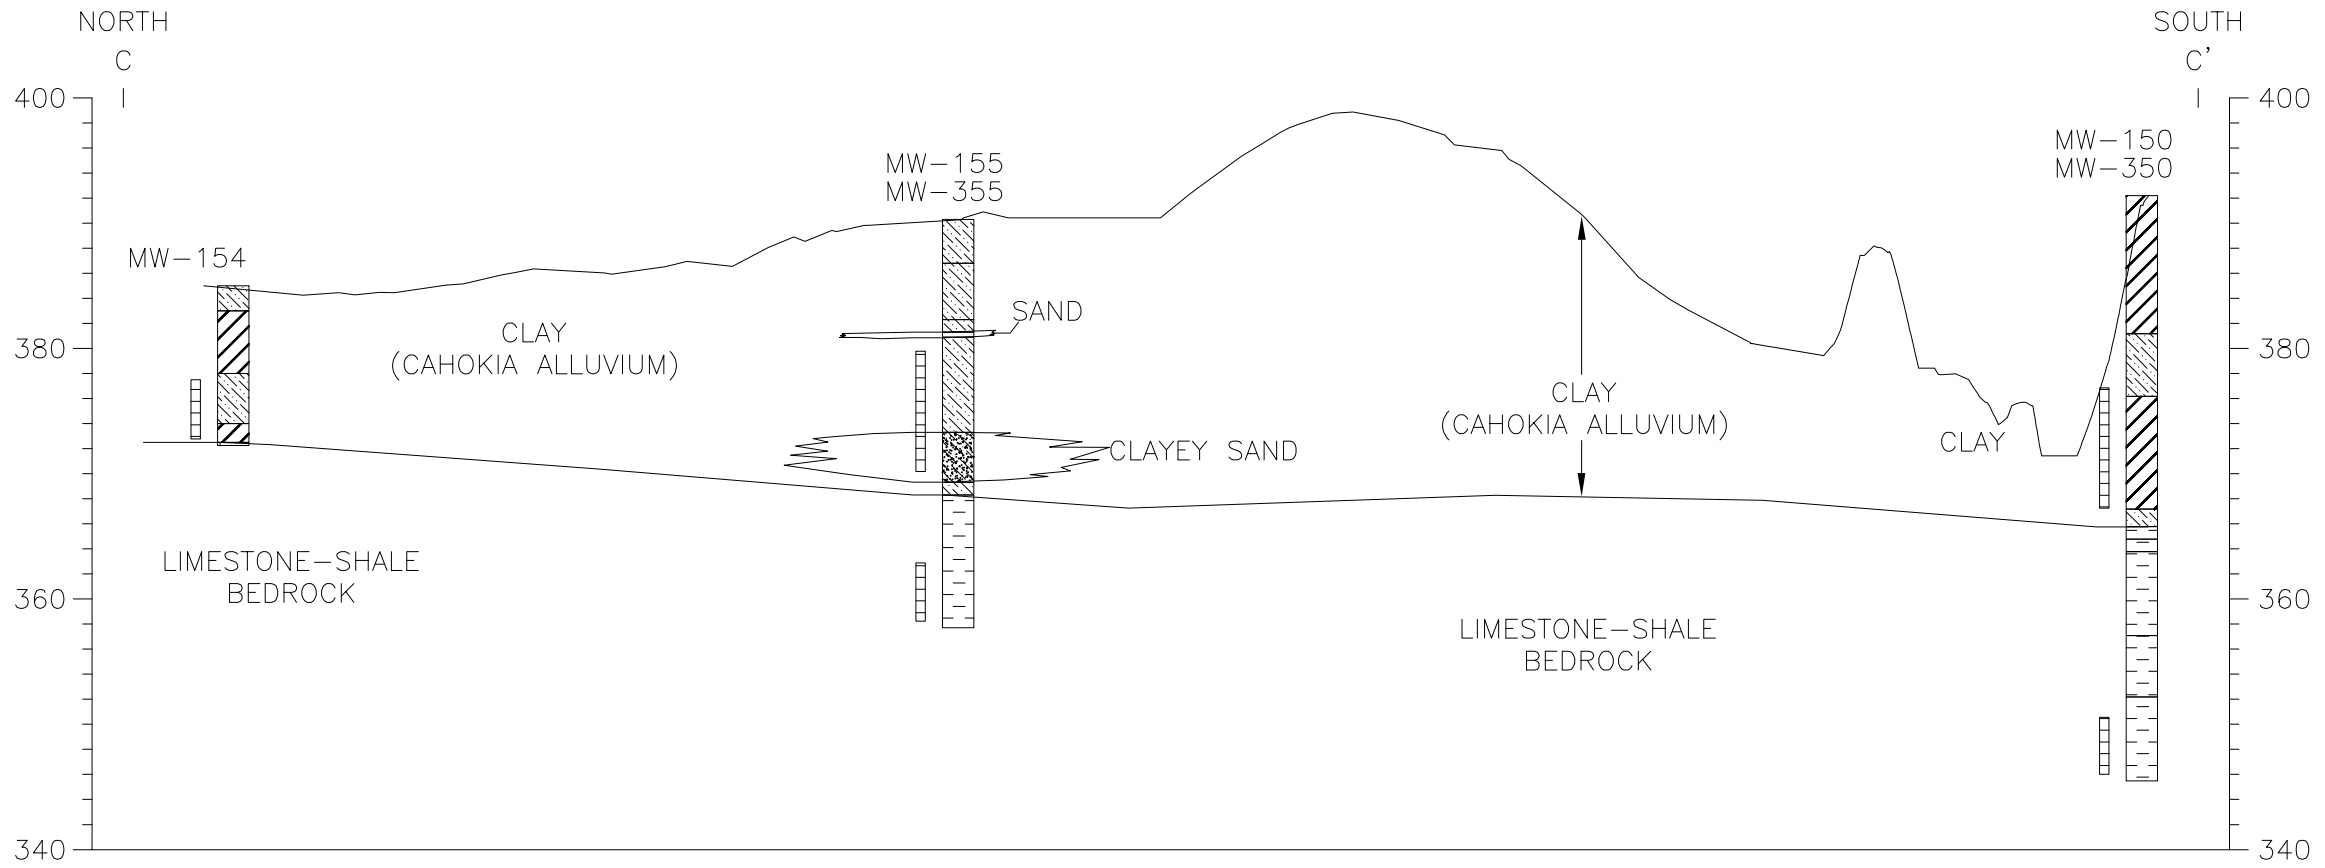 NORTH
C
SOUTH
C'
400
400
MW-150
MW-350
MW-155
MW-355
MW-154
SAND
CLAY
(CAHOKIA ALLUVIUM)
380
380
CLAY
(CAHOKIA ALLUVIUM)
CLAY
CLAYEY SAND
LIMESTONE-SHALE
BEDROCK
360
360
LIMESTONE-SHALE
BEDROCK
340
340